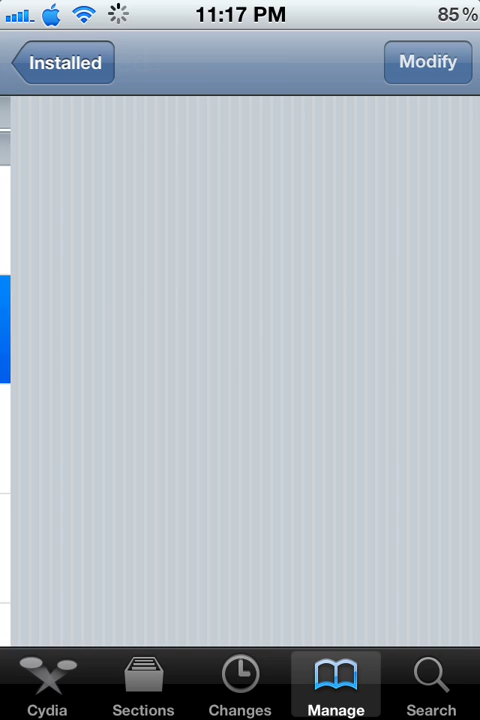 11:17 PM
85%
Installed
Modify
Cydia
Sections
Changes
Manage
Search